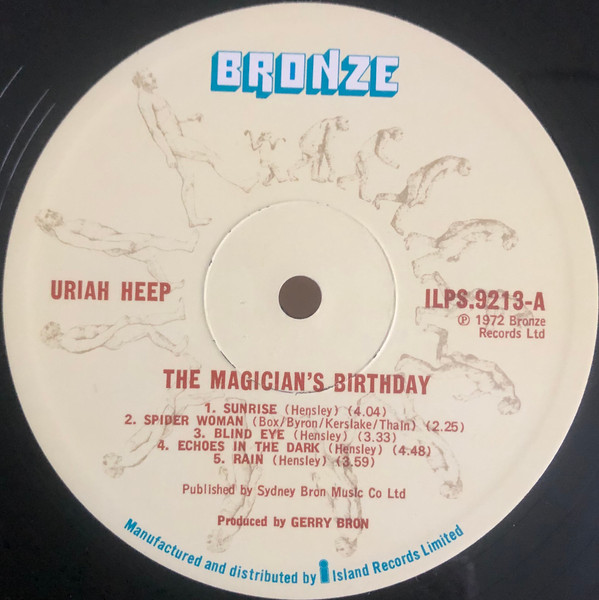 BRONZE
URIAH HEEP
ILPS.9213-A
℗ 1972 Bronze
Records Ltd
THE MAGICIAN'S BIRTHDAY
1. SUNRISE (Hensley) (4.04)
2. SPIDER WOMAN (Box/Byron/Kerslake/Thain) (2.25)
3. BLIND EYE (Hensley) (3.33)
4. ECHOES IN THE DARK (Hensley) (4.48)
5. RAIN (Hensley) (3.59)
Published by Sydney Bron Music Co Ltd
Produced by GERRY BRON
Manufactured and distributed by i Island Records Limited